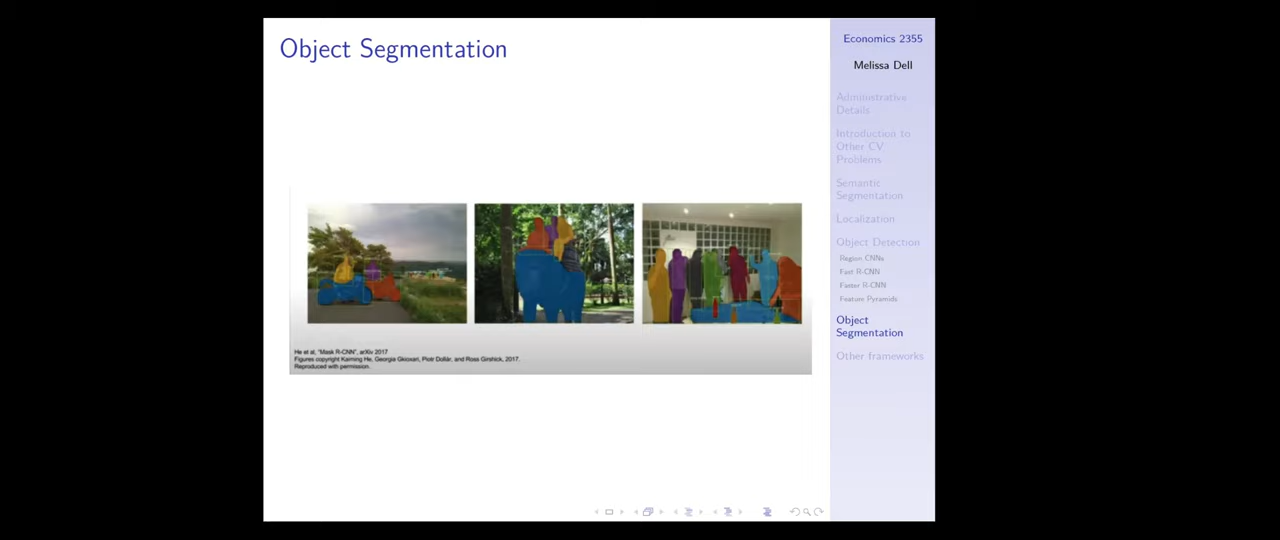 Object Segmentation
He et al, "Mask R-CNN", arXiv 2017
Figures copyright Kaiming He, Georgia Gkioxari, Piotr Dollár, and Ross Girshick, 2017.
Reproduced with permission.
Economics 2355
Melissa Dell
Administrative
Details
Introduction to
Other CV
Problems
Semantic
Segmentation
Localization
Object Detection
Region CNNs
Fast R-CNN
Faster R-CNN
Feature Pyramids
Object
Segmentation
Other frameworks